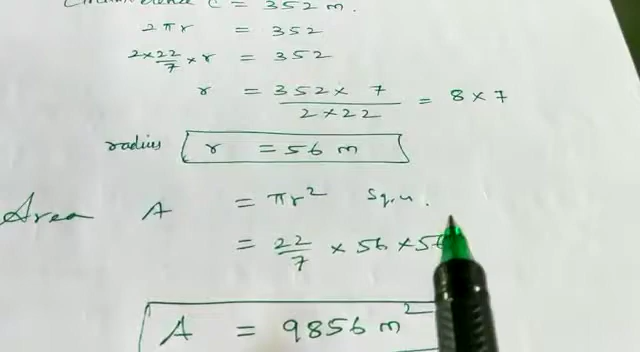 Circumference C = 352 m.
2πr = 352
2×22/7 × r = 352
r = 352 × 7 / 2×22 = 8×7
radius r = 56 m
Area A = πr² Sq.u.
= 22/7 × 56 × 56
A = 9856 m²